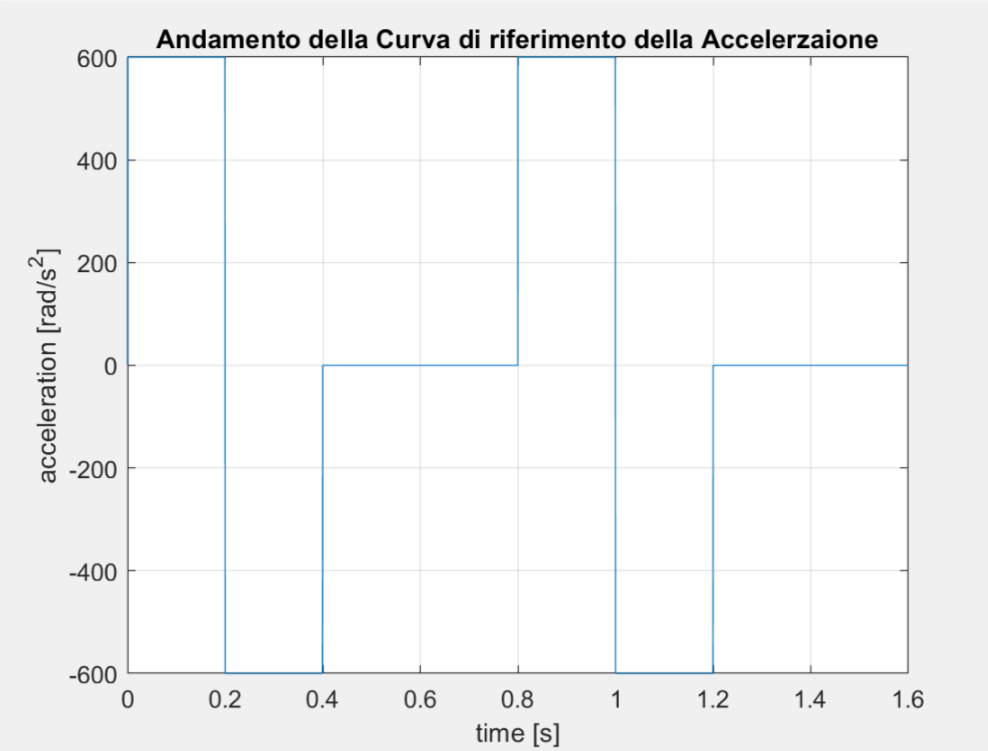 Andamento della Curva di riferimento della Accelerzaione
600
400
200
0
-200
-400
-600
acceleration [rad/s²]
0 0.2 0.4 0.6 0.8 1 1.2 1.4 1.6
time [s]